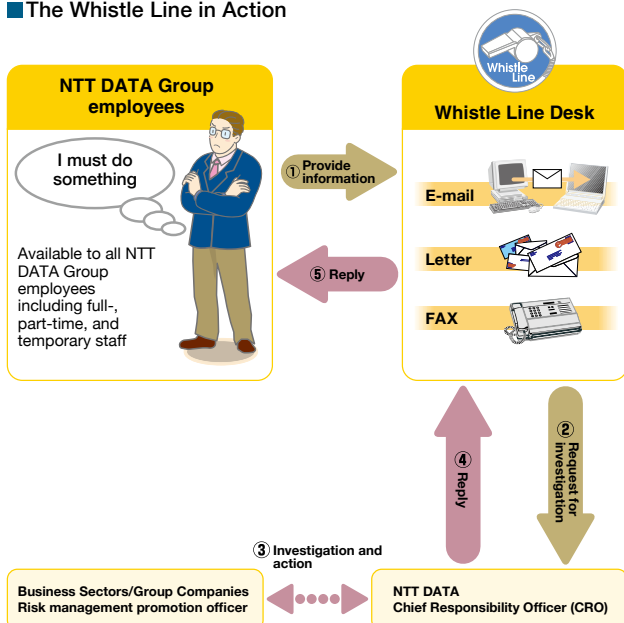 ■The Whistle Line in Action
Whistle
Line
NTT DATA Group
employees
I must do
something
Available to all NTT
DATA Group
employees
including full-,
part-time, and
temporary staff
① Provide
information
⑤ Reply
Whistle Line Desk
E-mail
Letter
FAX
② Request for
investigation
④ Reply
③ Investigation and
action
Business Sectors/Group Companies
Risk management promotion officer
NTT DATA
Chief Responsibility Officer (CRO)